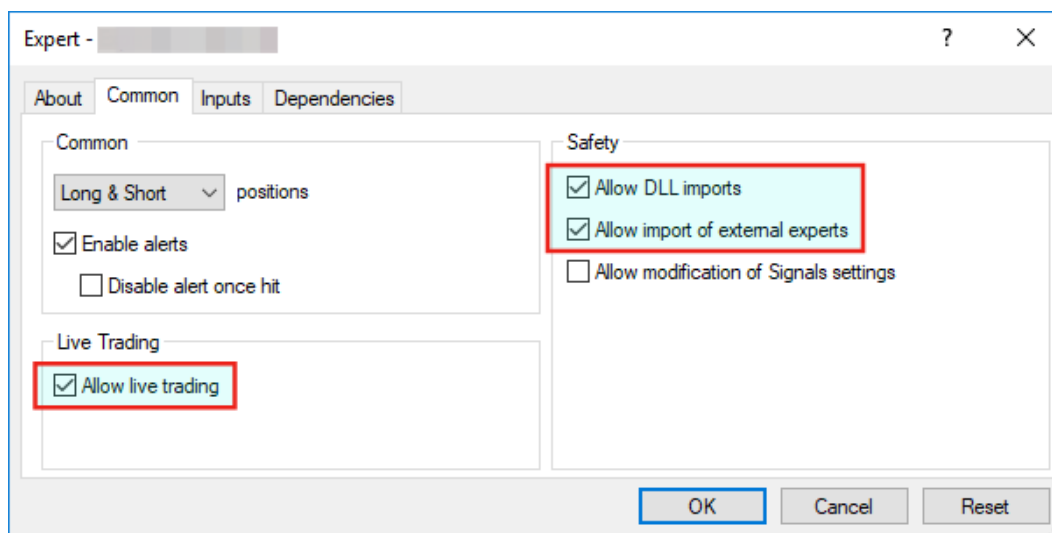 Expert -
?
About Common Inputs Dependencies
Common
Long & Short positions
Enable alerts
Disable alert once hit
Live Trading
Allow live trading
Safety
Allow DLL imports
Allow import of external experts
Allow modification of Signals settings
OK Cancel Reset